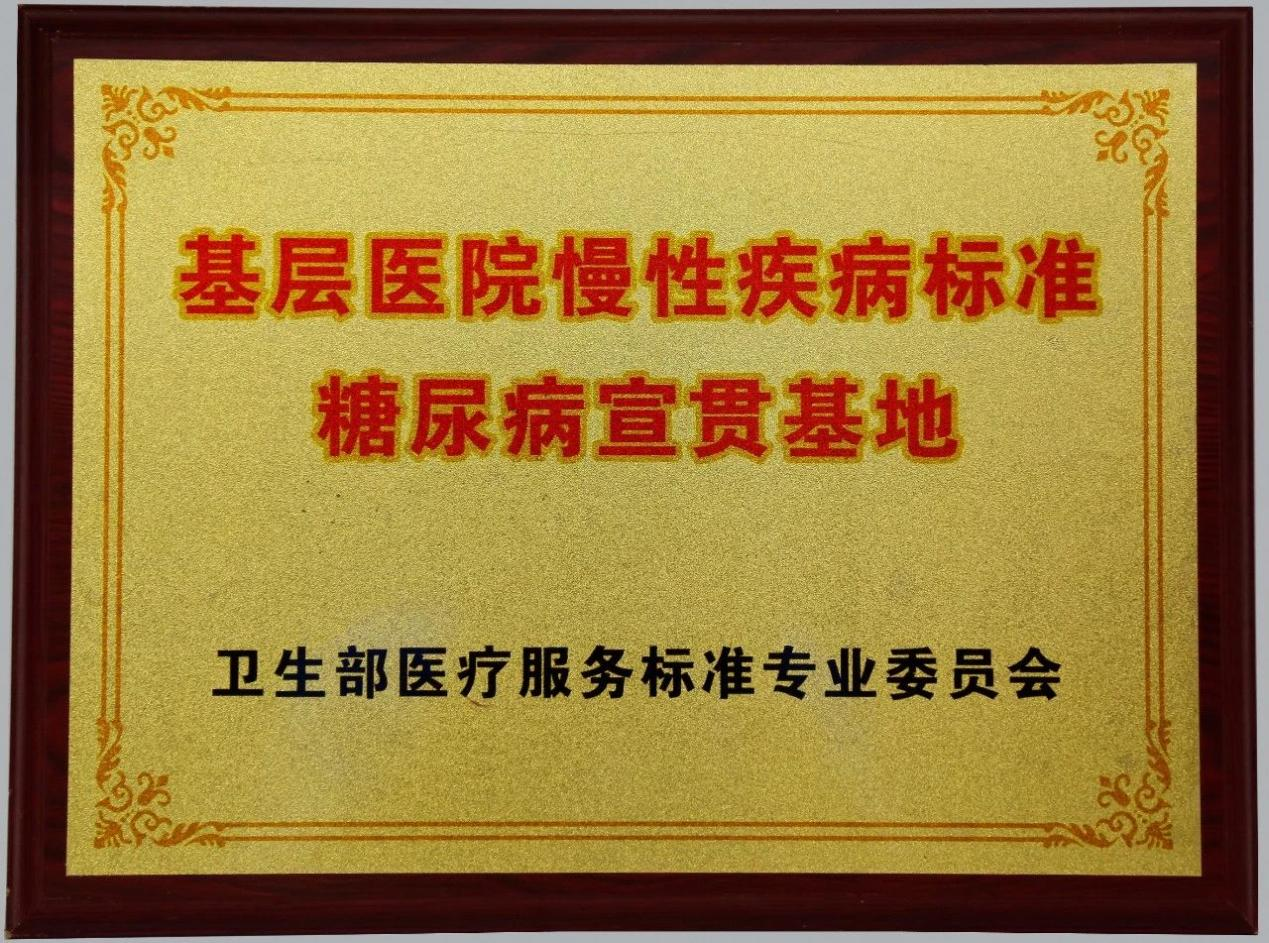 基层医院慢性疾病标准
糖尿病宣贯基地
卫生部医疗服务标准专业委员会